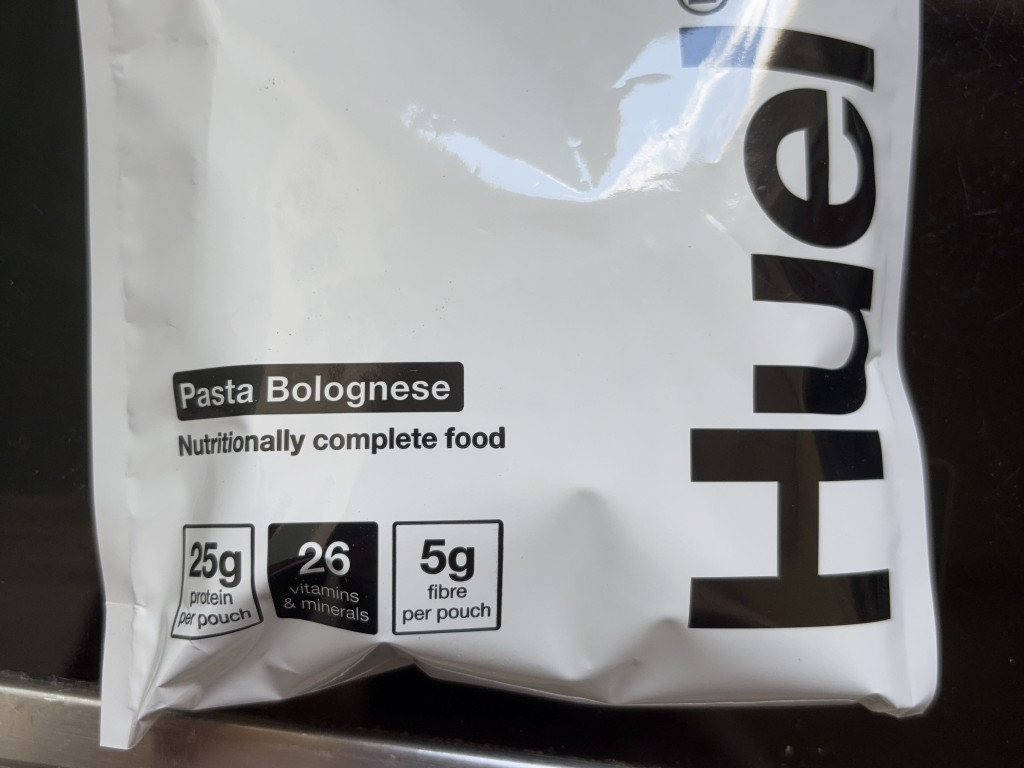 Huel®
Pasta Bolognese
Nutritionally complete food
25g
protein
per pouch
26
vitamins
& minerals
5g
fibre
per pouch